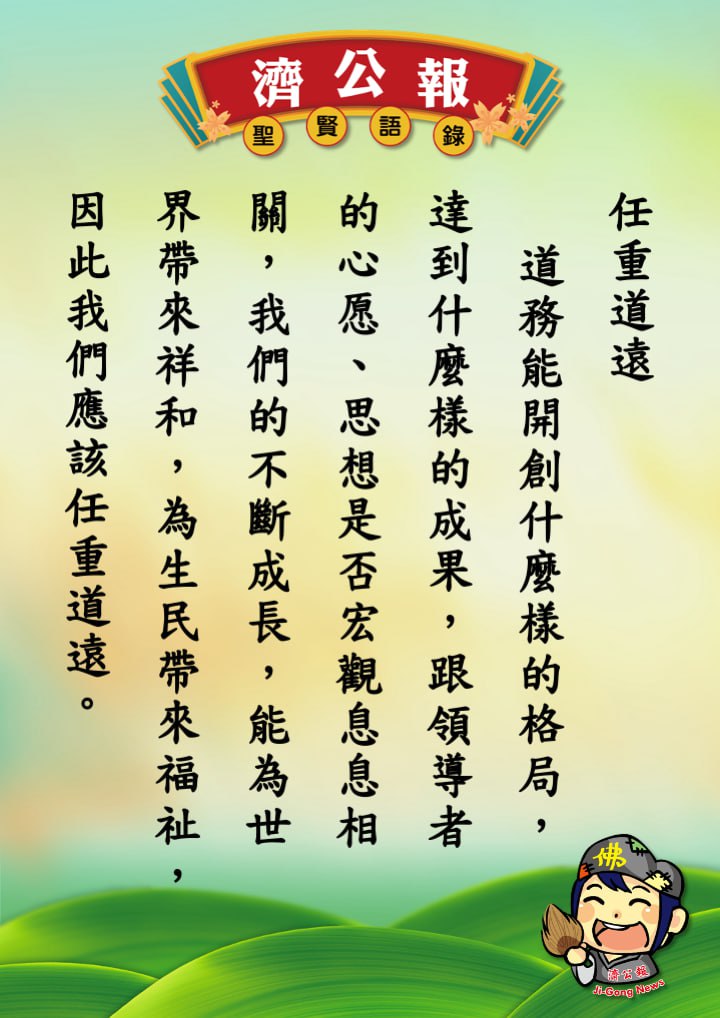 濟公報
聖賢語錄
任重道遠
道務能開創什麼樣的格局，
達到什麼樣的成果，跟領導者
的心愿、思想是否宏觀息息相
關，我們的不斷成長，能為世
界帶來祥和，為生民帶來福祉，
因此我們應該任重道遠。
佛
濟公報
Ji-Gong News